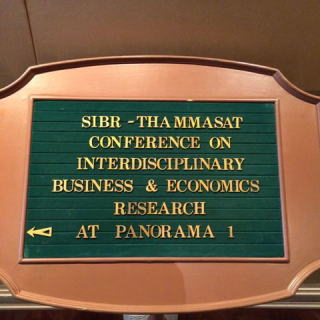 SIBR - THAMMASAT
CONFERENCE ON
INTERDISCIPLINARY
BUSINESS & ECONOMICS
RESEARCH
AT PANORAMA 1